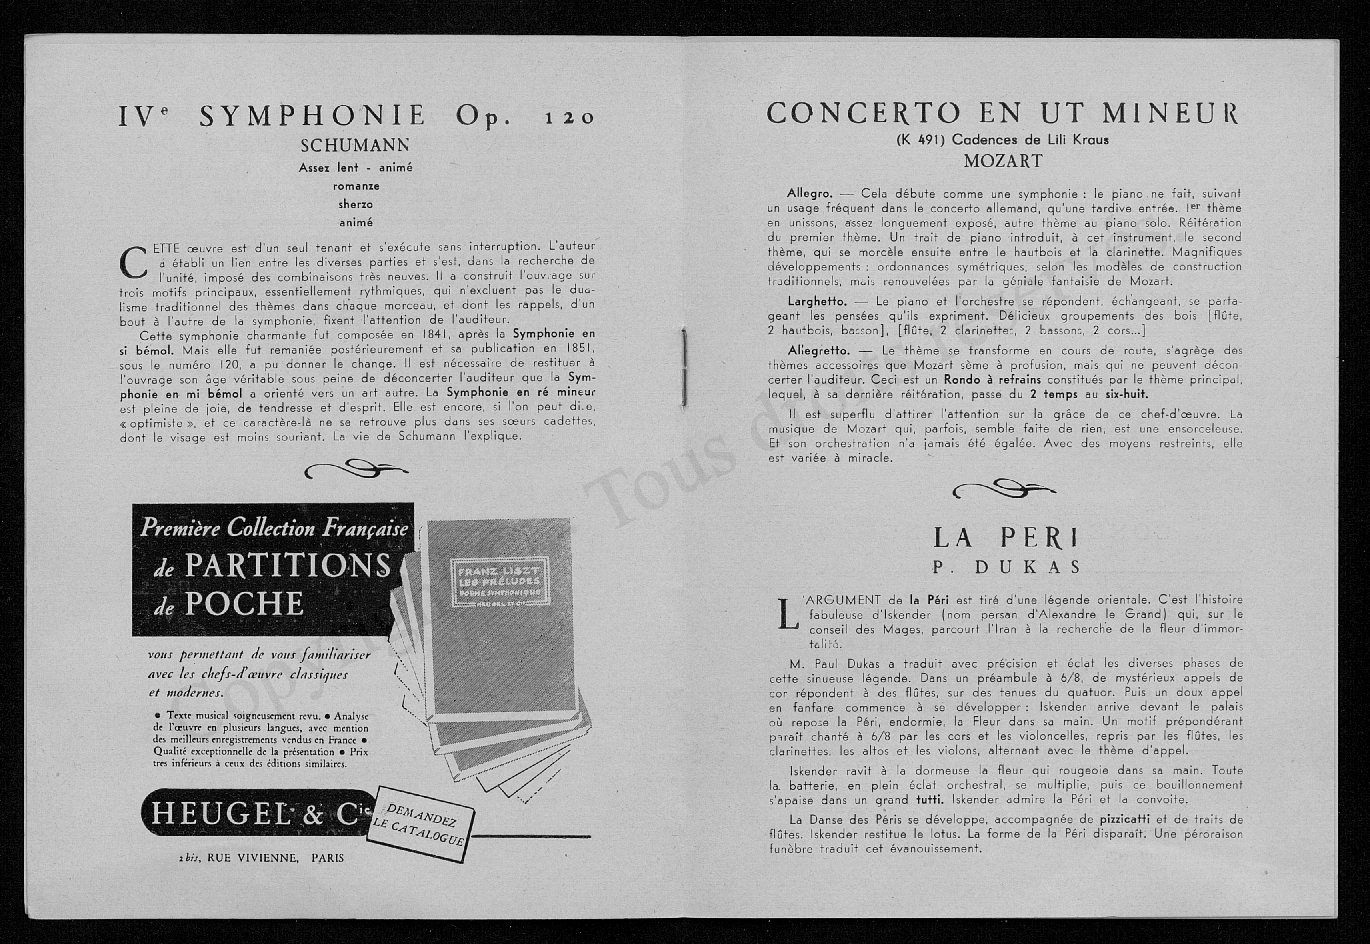 IVe SYMPHONIE Op. 120
SCHUMANN
Assez lent - animé
romanze
sherzo
animé
CETTE œuvre est d'un seul tenant et s'exécute sans interruption. L'auteur
a établi un lien entre les diverses parties et s'est, dans la recherche de
l'unité, imposé des combinaisons très neuves. Il a construit l'ouvrage sur
trois motifs principaux, essentiellement rythmiques, qui n'excluent pas le dua-
lisme traditionnel des thèmes dans chaque morceau, et dont les rappels, d'un
bout à l'autre de la symphonie, fixent l'attention de l'auditeur.
Cette symphonie charmante fut composée en 1841, après la Symphonie en
si bémol. Mais elle fut remaniée postérieurement et sa publication en 1851,
sous le numéro 120, a pu donner le change. Il est nécessaire de restituer à
l'ouvrage son âge véritable sous peine de déconcerter l'auditeur que la Sym-
phonie en mi bémol a orienté vers un art autre. La Symphonie en ré mineur
est pleine de joie, de tendresse et d'esprit. Elle est encore, si l'on peut dire,
« optimiste », et ce caractère-là ne se retrouve plus dans ses sœurs cadettes,
dont le visage est moins souriant. La vie de Schumann l'explique.
Première Collection Française
de PARTITIONS
de POCHE
FRANZ LISZT
LES PRÉLUDES
POEME SYMPHONIQUE
HEUGEL ET Cie
vous permettant de vous familiariser
avec les chefs-d'œuvre classiques
et modernes.
• Texte musical soigneusement revu. • Analyse
de l'œuvre en plusieurs langues, avec mention
des meilleurs enregistrements vendus en France •
Qualité exceptionnelle de la présentation • Prix
très inférieurs à ceux des éditions similaires.
HEUGEL & Cie
DEMANDEZ
LE CATALOGUE
2 bis, RUE VIVIENNE, PARIS
CONCERTO EN UT MINEUR
(K 491) Cadences de Lili Kraus
MOZART
Allegro. — Cela débute comme une symphonie : le piano ne fait, suivant
un usage fréquent dans le concerto allemand, qu'une tardive entrée. 1er thème
en unissons, assez longuement exposé, autre thème au piano solo. Réitération
du premier thème. Un trait de piano introduit, à cet instrument, le second
thème, qui se morcèle ensuite entre le hautbois et la clarinette. Magnifiques
développements ; ordonnances symétriques, selon les modèles de construction
traditionnels, mais renouvelées par la géniale fantaisie de Mozart.
Larghetto. — Le piano et l'orchestre se répondent, échangeant, se parta-
geant les pensées qu'ils expriment. Délicieux groupements des bois [flûte,
2 hautbois, basson], [flûte, 2 clarinettes, 2 bassons, 2 cors...]
Allegretto. — Le thème se transforme en cours de route, s'agrège des
thèmes accessoires que Mozart sème à profusion, mais qui ne peuvent décon
certer l'auditeur. Ceci est un Rondo à refrains constitués par le thème principal,
lequel, à sa dernière réitération, passe du 2 temps au six-huit.
Il est superflu d'attirer l'attention sur la grâce de ce chef-d'œuvre. La
musique de Mozart qui, parfois, semble faite de rien, est une ensorceleuse.
Et son orchestration n'a jamais été égalée. Avec des moyens restreints, elle
est variée à miracle.
LA PERI
P. DUKAS
L'ARGUMENT de la Péri est tiré d'une légende orientale. C'est l'histoire
fabuleuse d'Iskender (nom persan d'Alexandre le Grand) qui, sur le
conseil des Mages, parcourt l'Iran à la recherche de la fleur d'immor-
talité.
M. Paul Dukas a traduit avec précision et éclat les diverses phases de
cette sinueuse légende. Dans un préambule à 6/8, de mystérieux appels de
cor répondent à des flûtes, sur des tenues du quatuor. Puis un doux appel
en fanfare commence à se développer : Iskender arrive devant le palais
où repose la Péri, endormie, la Fleur dans sa main. Un motif prépondérant
paraît chanté à 6/8 par les cors et les violoncelles, repris par les flûtes, les
clarinettes, les altos et les violons, alternant avec le thème d'appel.
Iskender ravit à la dormeuse la fleur qui rougeoie dans sa main. Toute
la batterie, en plein éclat orchestral, se multiplie, puis ce bouillonnement
s'apaise dans un grand tutti. Iskender admire la Péri et la convoite.
La Danse des Péris se développe, accompagnée de pizzicatti et de traits de
flûtes. Iskender restitue le lotus. La forme de la Péri disparaît. Une péroraison
funèbre traduit cet évanouissement.